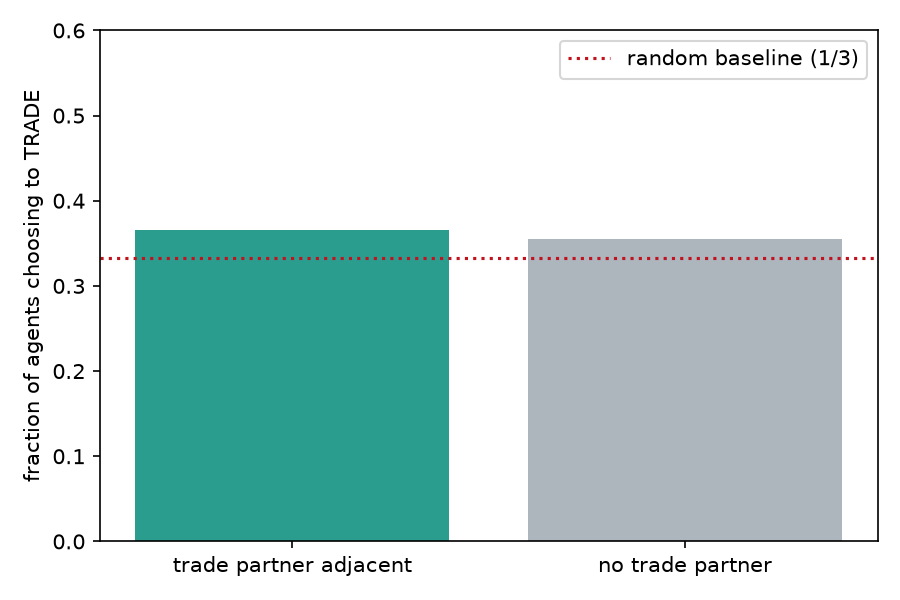 random baseline (1/3)
fraction of agents choosing to TRADE
0.6
0.5
0.4
0.3
0.2
0.1
0.0
trade partner adjacent
no trade partner